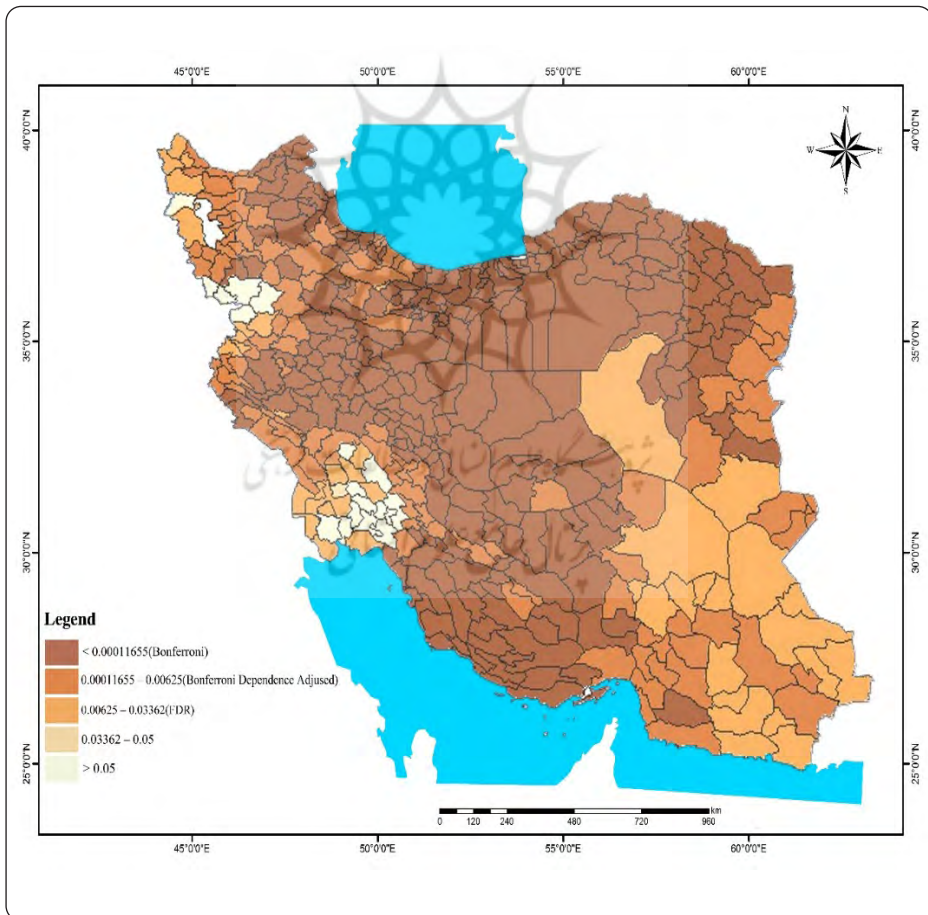 45°0'0"E 50°0'0"E 55°0'0"E 60°0'0"E
40°0'0"N 40°0'0"N
N
W E
S
35°0'0"N 35°0'0"N
30°0'0"N 30°0'0"N
25°0'0"N 25°0'0"N
Legend
< 0.00011655(Bonferroni)
0.00011655 – 0.00625(Bonferroni Dependence Adjused)
0.00625 – 0.03362(FDR)
0.03362 – 0.05
> 0.05
km
0 120 240 480 720 960
45°0'0"E 50°0'0"E 55°0'0"E 60°0'0"E